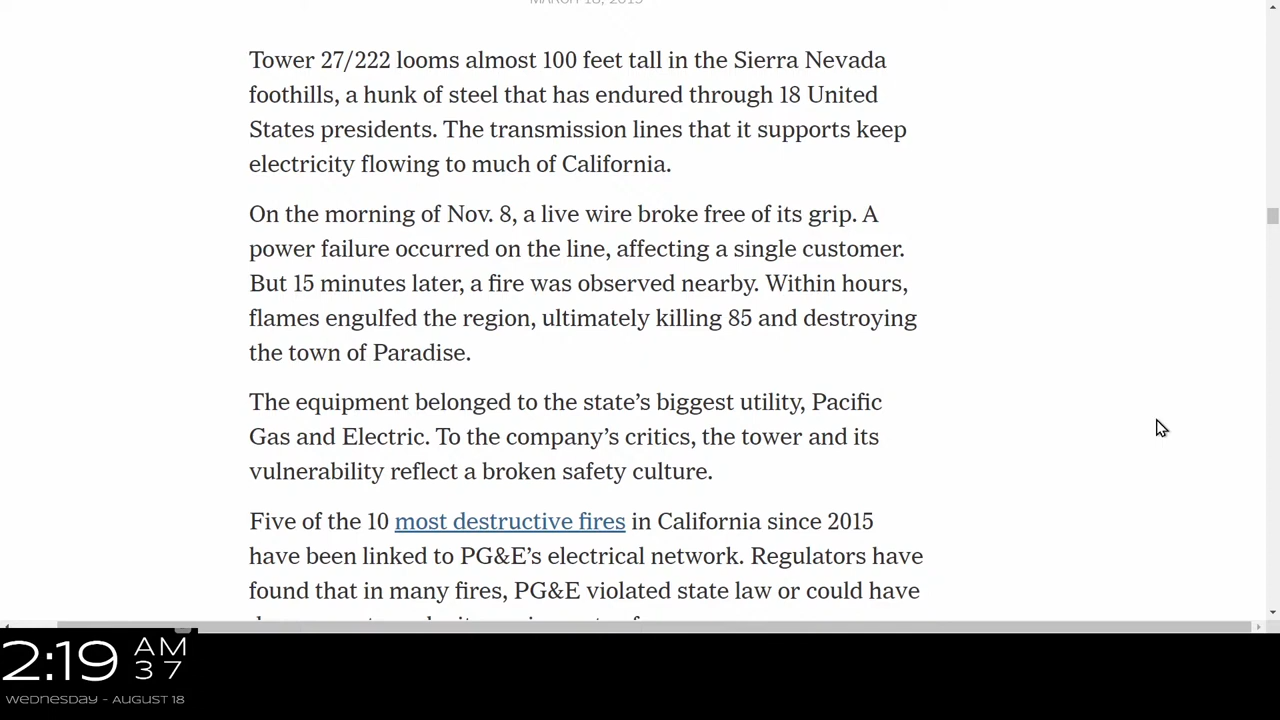 Tower 27/222 looms almost 100 feet tall in the Sierra Nevada
foothills, a hunk of steel that has endured through 18 United
States presidents. The transmission lines that it supports keep
electricity flowing to much of California.
On the morning of Nov. 8, a live wire broke free of its grip. A
power failure occurred on the line, affecting a single customer.
But 15 minutes later, a fire was observed nearby. Within hours,
flames engulfed the region, ultimately killing 85 and destroying
the town of Paradise.
The equipment belonged to the state’s biggest utility, Pacific
Gas and Electric. To the company’s critics, the tower and its
vulnerability reflect a broken safety culture.
Five of the 10 most destructive fires in California since 2015
have been linked to PG&E’s electrical network. Regulators have
found that in many fires, PG&E violated state law or could have
2:19 AM
37
WEDNESDAY - AUGUST 18